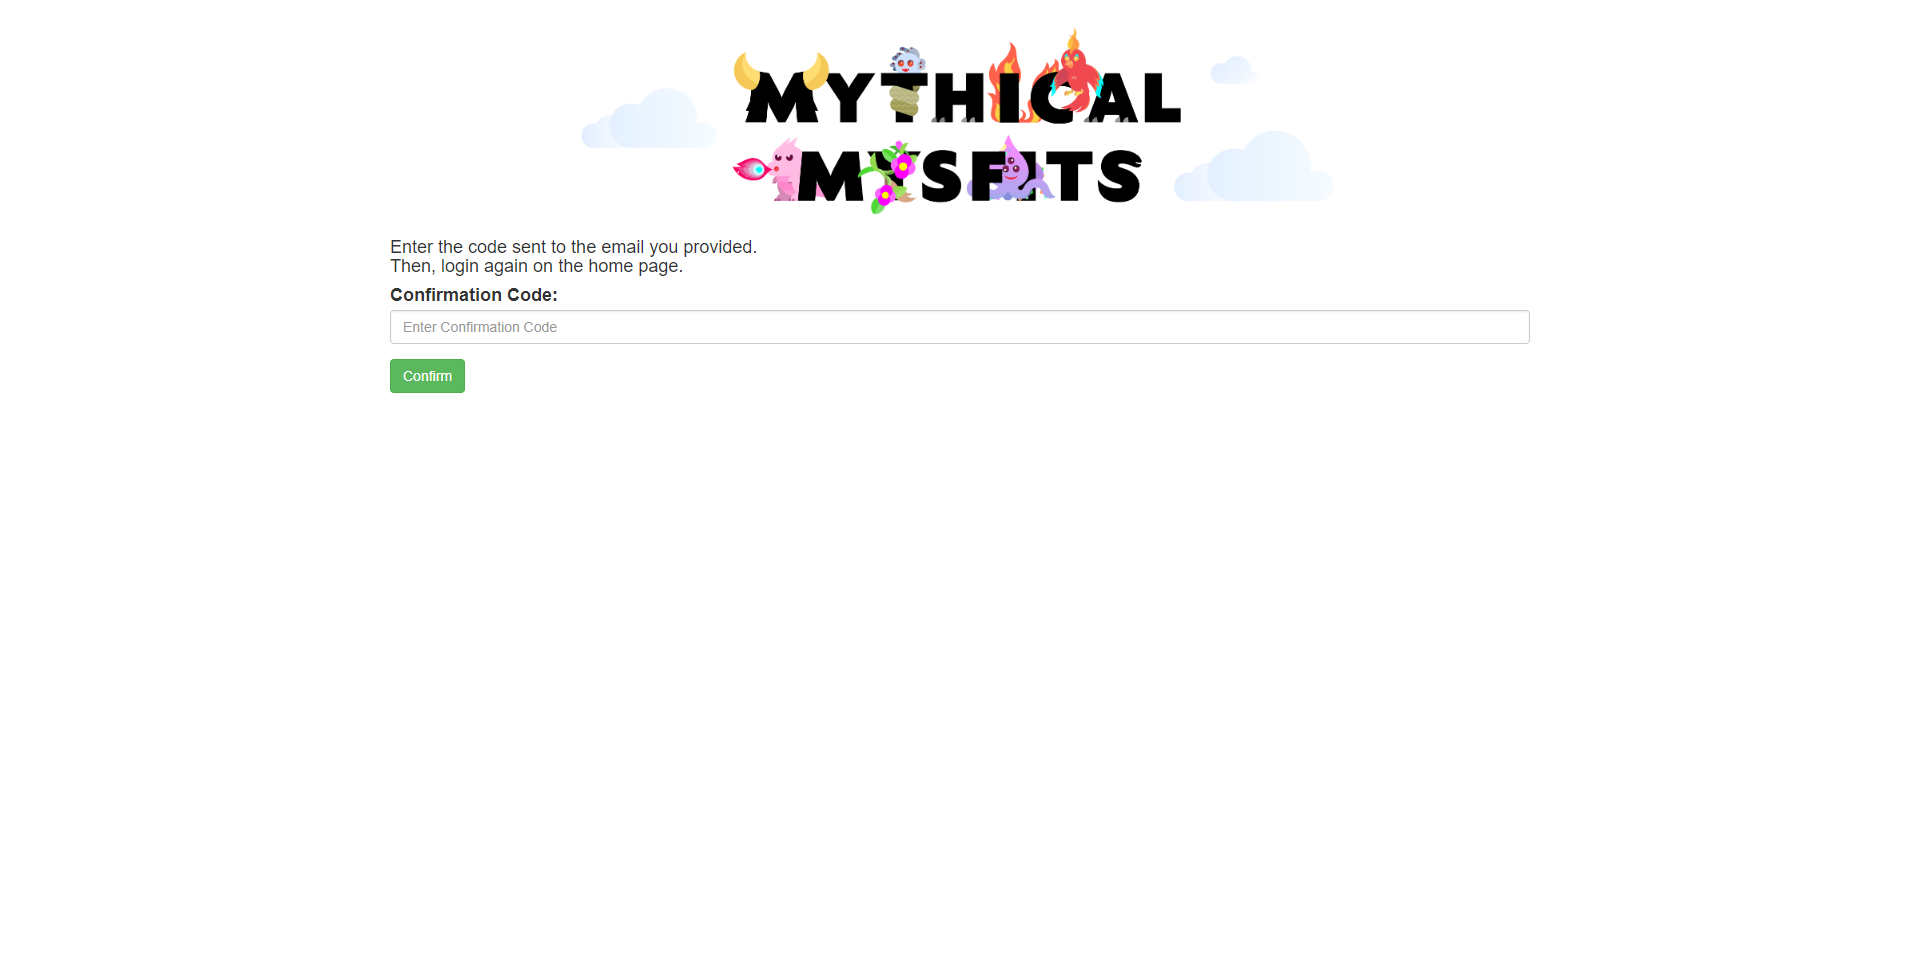 MYTHICAL
MYSFITS
Enter the code sent to the email you provided.
Then, login again on the home page.
Confirmation Code:
Enter Confirmation Code
Confirm